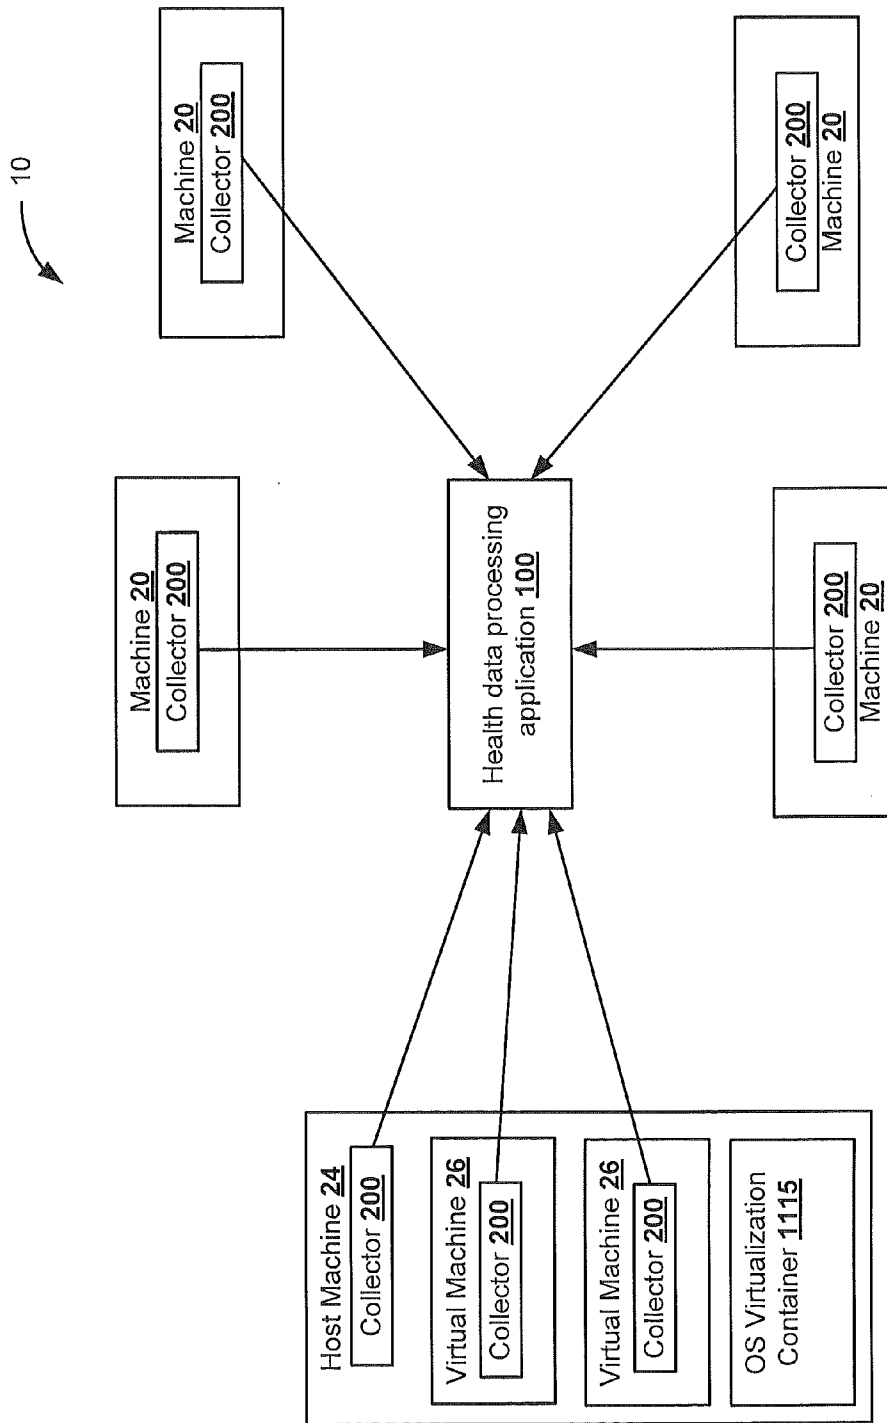 10
Host Machine 24
Collector 200
Virtual Machine 26
Collector 200
Virtual Machine 26
Collector 200
OS Virtualization
Container 1115
Machine 20
Collector 200
Health data processing
application 100
Collector 200
Machine 20
Machine 20
Collector 200
Collector 200
Machine 20